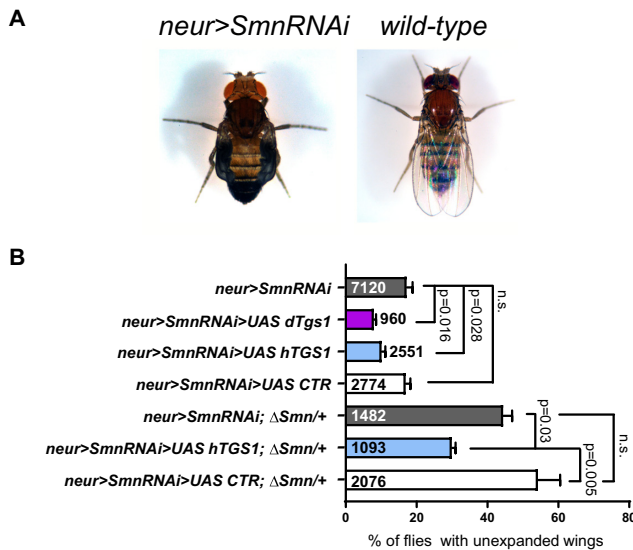 A
neur>SmnRNAi wild-type
B
neur>SmnRNAi 7120
neur>SmnRNAi>UAS dTgs1 960
neur>SmnRNAi>UAS hTGS1 2551
neur>SmnRNAi>UAS CTR 2774
neur>SmnRNAi; ΔSmn/+ 1482
neur>SmnRNAi>UAS hTGS1; ΔSmn/+ 1093
neur>SmnRNAi>UAS CTR; ΔSmn/+ 2076
p=0.016
p=0.028
n.s.
p=0.03
p=0.005
n.s.
0 20 40 60 80
% of flies with unexpanded wings